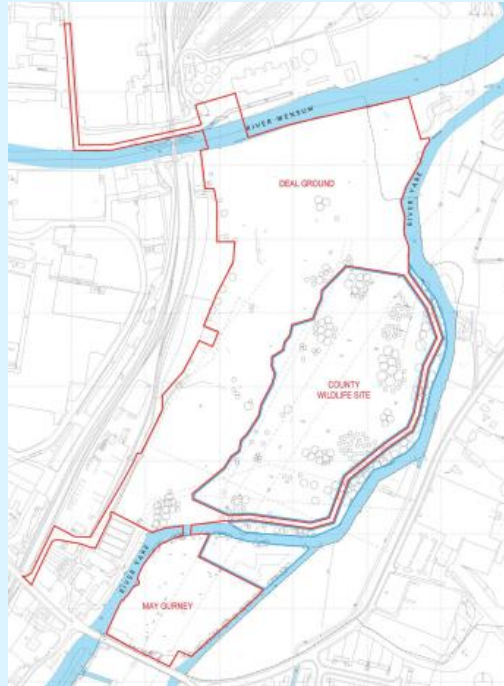 RIVER WENSUM
DEAL GROUND
RIVER YARE
COUNTY
WILDLIFE SITE
RIVER YARE
MAY GURNEY